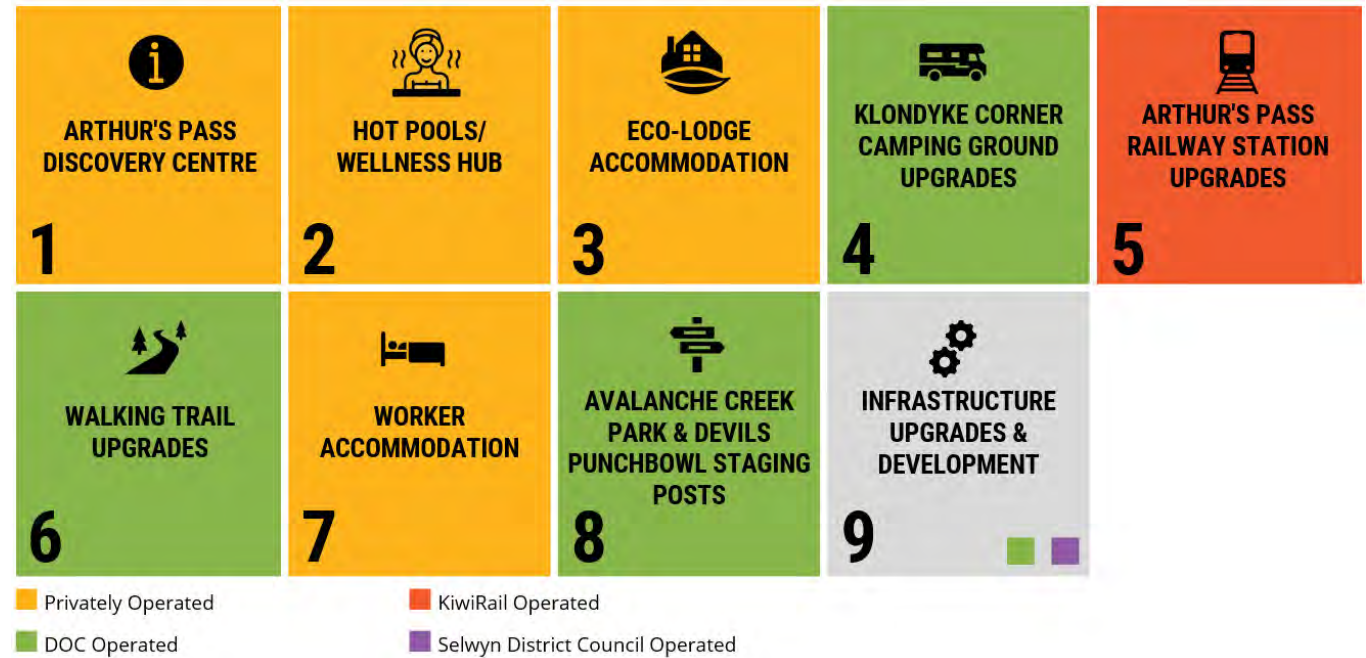 ARTHUR'S PASS
DISCOVERY CENTRE
1
HOT POOLS/
WELLNESS HUB
2
ECO-LODGE
ACCOMMODATION
3
KLONDYKE CORNER
CAMPING GROUND
UPGRADES
4
ARTHUR'S PASS
RAILWAY STATION
UPGRADES
5
WALKING TRAIL
UPGRADES
6
WORKER
ACCOMMODATION
7
AVALANCHE CREEK
PARK & DEVILS
PUNCHBOWL STAGING
POSTS
8
INFRASTRUCTURE
UPGRADES &
DEVELOPMENT
9
Privately Operated
KiwiRail Operated
DOC Operated
Selwyn District Council Operated